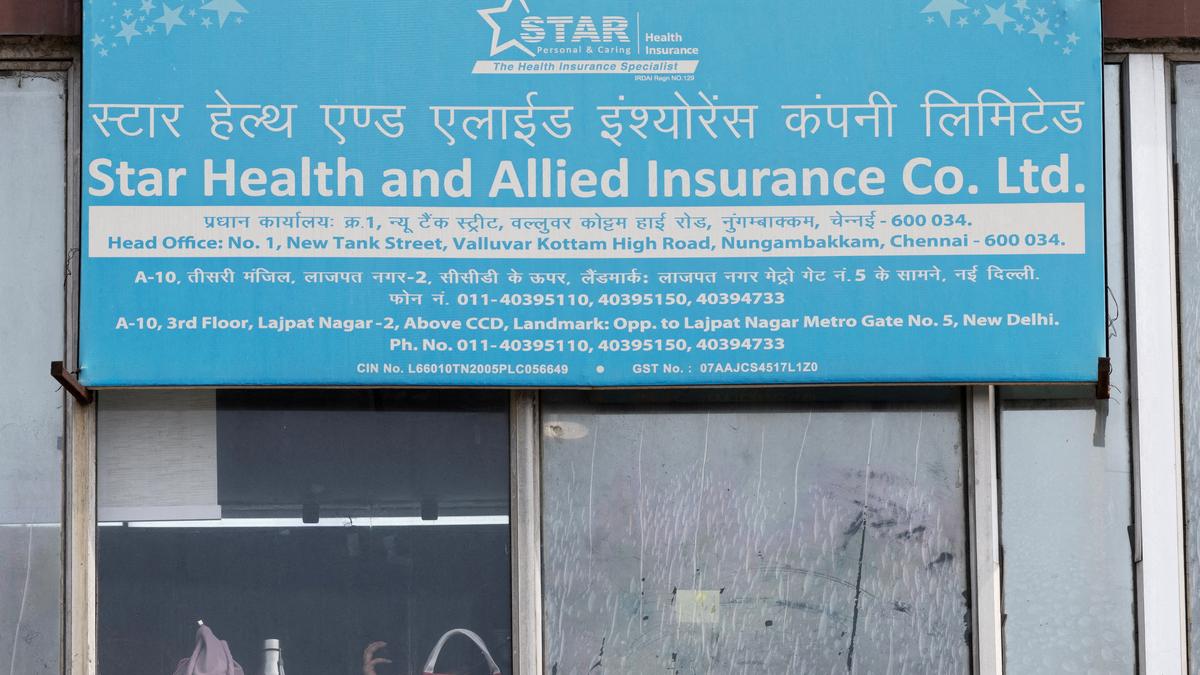 STAR Health
Personal & Caring Insurance
The Health Insurance Specialist
IRDAI Regn NO.129
स्टार हेल्थ एण्ड एलाईड इंश्योरेंस कंपनी लिमिटेड
Star Health and Allied Insurance Co. Ltd.
प्रधान कार्यालयः क्र.1, न्यू टैंक स्ट्रीट, वल्लुवर कोट्टम हाई रोड, नुंगम्बाक्कम, चेन्नई - 600 034.
Head Office: No. 1, New Tank Street, Valluvar Kottam High Road, Nungambakkam, Chennai - 600 034.
A-10, तीसरी मंजिल, लाजपत नगर-2, सीसीडी के ऊपर, लैंडमार्क: लाजपत नगर मेट्रो गेट नं. 5 के सामने, नई दिल्ली.
फोन नं. 011-40395110, 40395150, 40394733
A-10, 3rd Floor, Lajpat Nagar-2, Above CCD, Landmark: Opp. to Lajpat Nagar Metro Gate No. 5, New Delhi.
Ph. No. 011-40395110, 40395150, 40394733
CIN No. L66010TN2005PLC056649 • GST No. : 07AAJCS4517L1Z0